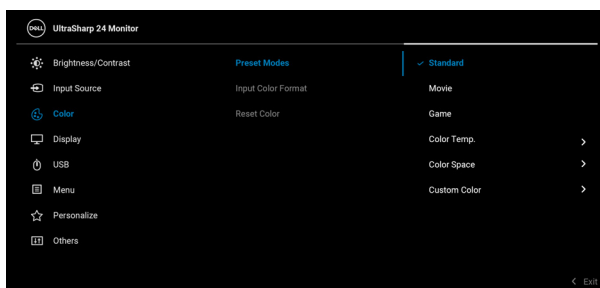 DELL UltraSharp 24 Monitor
Brightness/Contrast Preset Modes ✓ Standard
Input Source Input Color Format Movie
Color Reset Color Game
Display Color Temp. >
USB Color Space >
Menu Custom Color >
Personalize
Others
< Exit